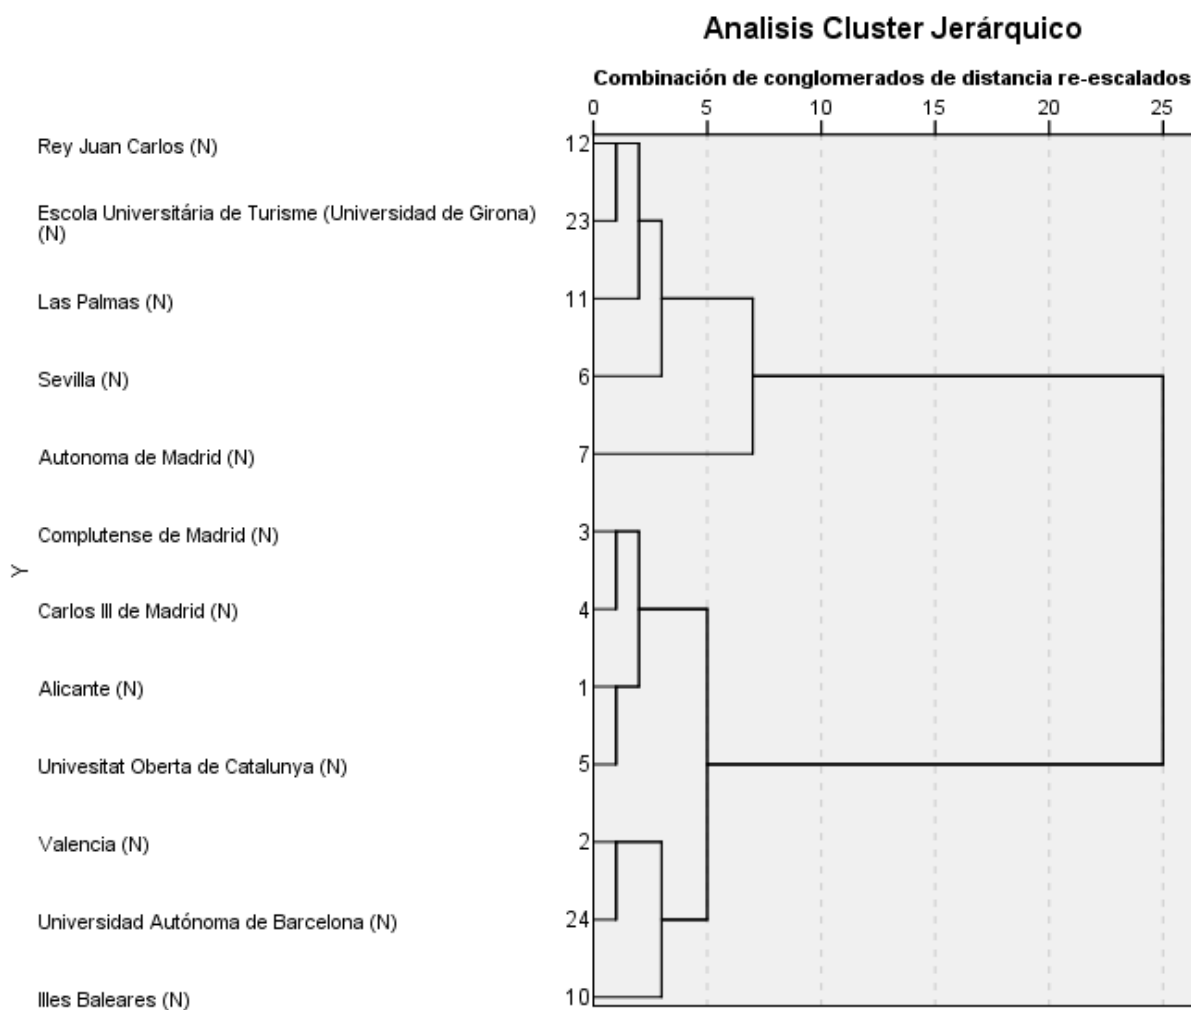 Analisis Cluster Jerárquico
Combinación de conglomerados de distancia re-escalados
0 5 10 15 20 25
Rey Juan Carlos (N) 12
Escola Universitária de Turisme (Universidad de Girona)
(N) 23
Las Palmas (N) 11
Sevilla (N) 6
Autonoma de Madrid (N) 7
Complutense de Madrid (N) 3
Y
Carlos III de Madrid (N) 4
Alicante (N) 1
Univesitat Oberta de Catalunya (N) 5
Valencia (N) 2
Universidad Autónoma de Barcelona (N) 24
Illes Baleares (N) 10